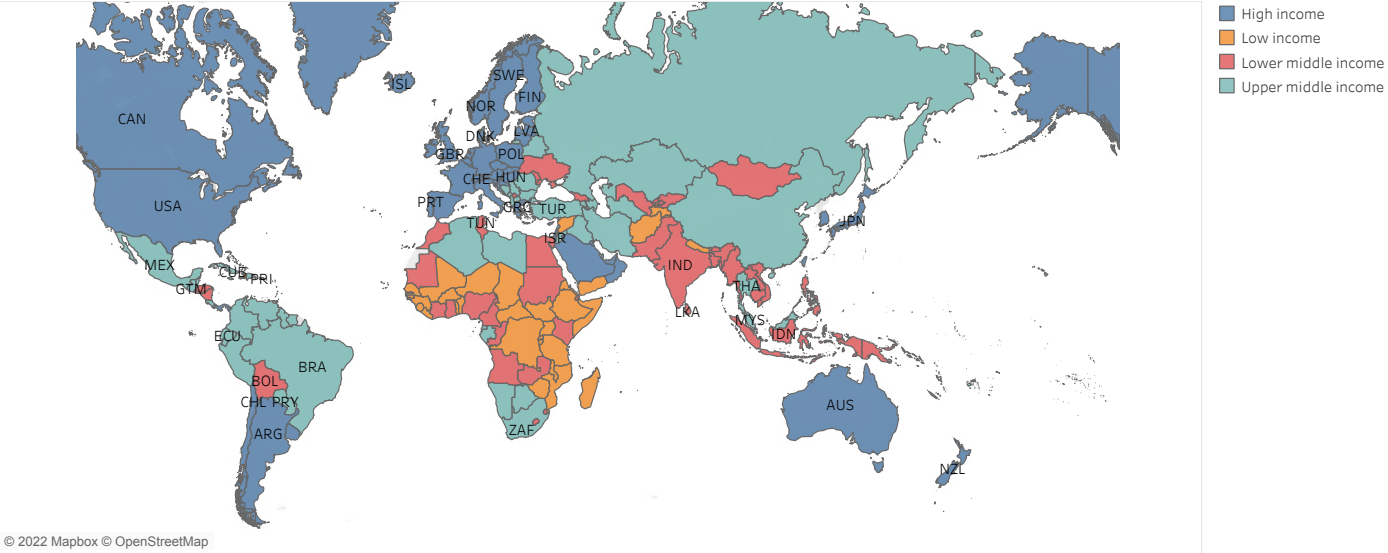 High income
Low income
Lower middle income
Upper middle income
ISL
SWE
FIN
NOR
CAN
DNK
LVA
GBR
POL
CHE
HUN
PRT
USA
GRC
TUR
TUN
JPN
ISR
MEX
IND
CUB
PRI
GTM
THA
LKA
MYS
ECU
IDN
BRA
BOL
CHL
PRY
AUS
ARG
ZAF
NZL
© 2022 Mapbox © OpenStreetMap